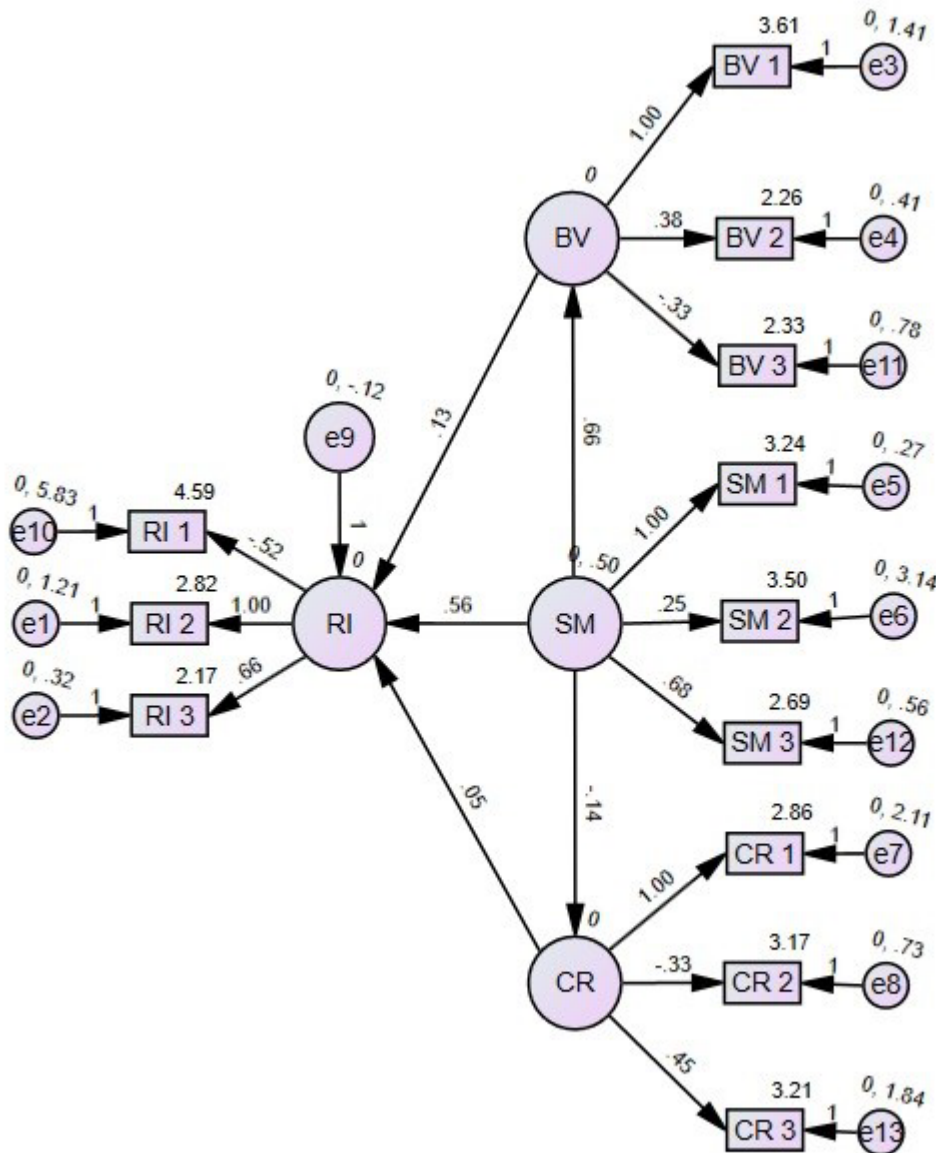 3.61
0, 1.41
BV 1
1
e3
1.00
0
BV
2.26
0, .41
.38
BV 2
1
e4
-.33
2.33
0, .78
BV 3
1
e11
0, -.12
e9
1
.13
.66
3.24
0, .27
SM 1
1
e5
1.00
0, 5.83
4.59
e10
1
RI 1
-.52
0
0, .50
0, 1.21
2.82
e1
1
RI 2
1.00
RI
.56
SM
.25
3.50
0, 3.14
SM 2
1
e6
0, .32
2.17
e2
1
RI 3
.66
.68
2.69
0, .56
SM 3
1
e12
.05
-.14
2.86
0, 2.11
CR 1
1
e7
1.00
0
CR
3.17
0, .73
-.33
CR 2
1
e8
.45
3.21
0, 1.84
CR 3
1
e13